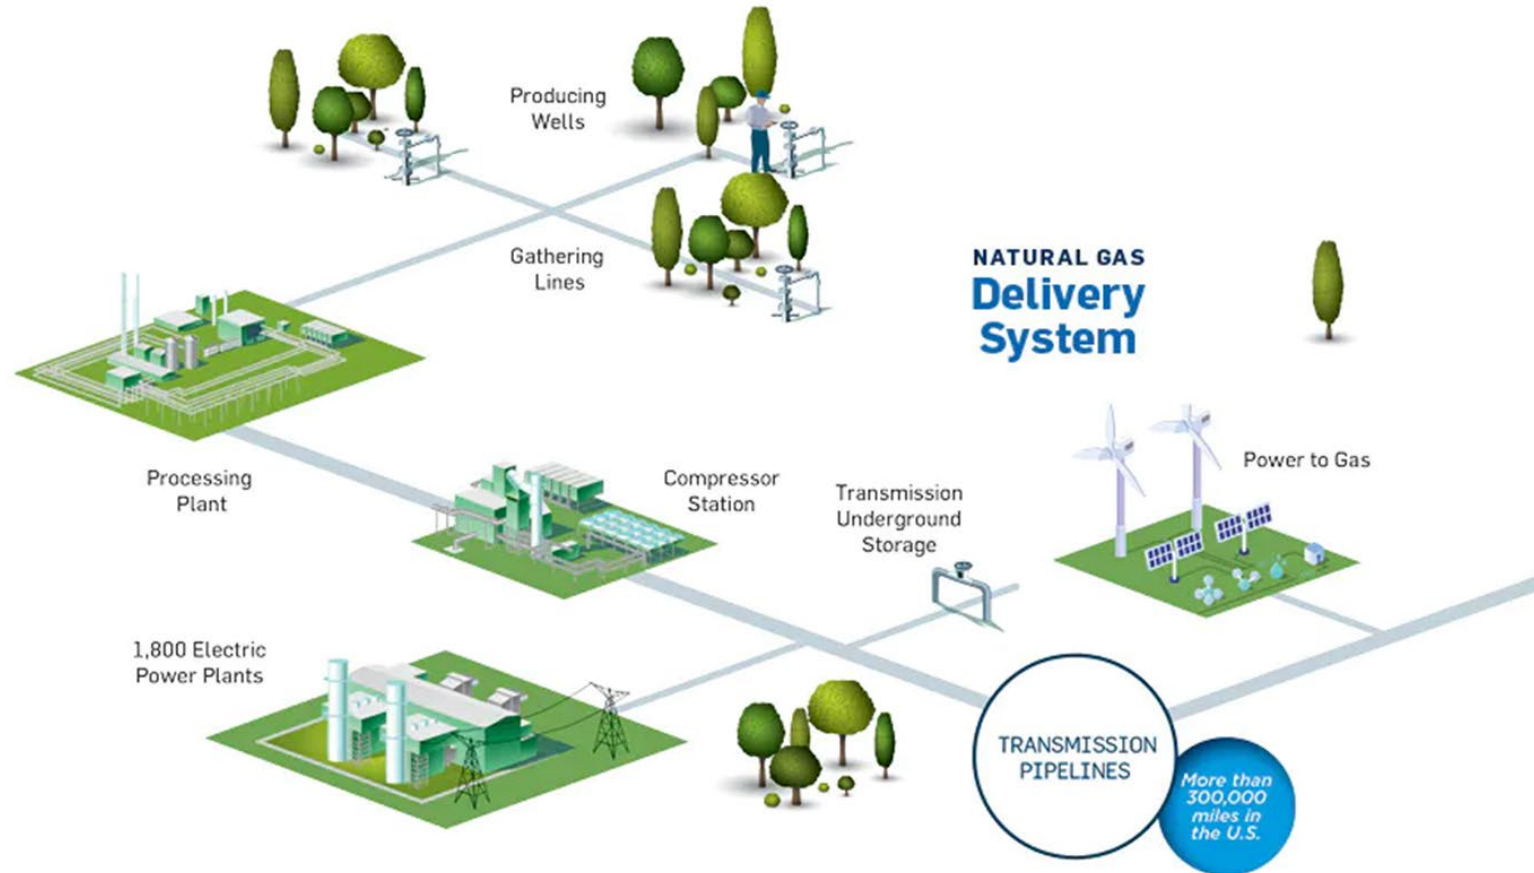 Producing
Wells
Gathering
Lines
NATURAL GAS
Delivery
System
Processing
Plant
Compressor
Station
Transmission
Underground
Storage
Power to Gas
1,800 Electric
Power Plants
TRANSMISSION
PIPELINES
More than
300,000
miles in
the U.S.